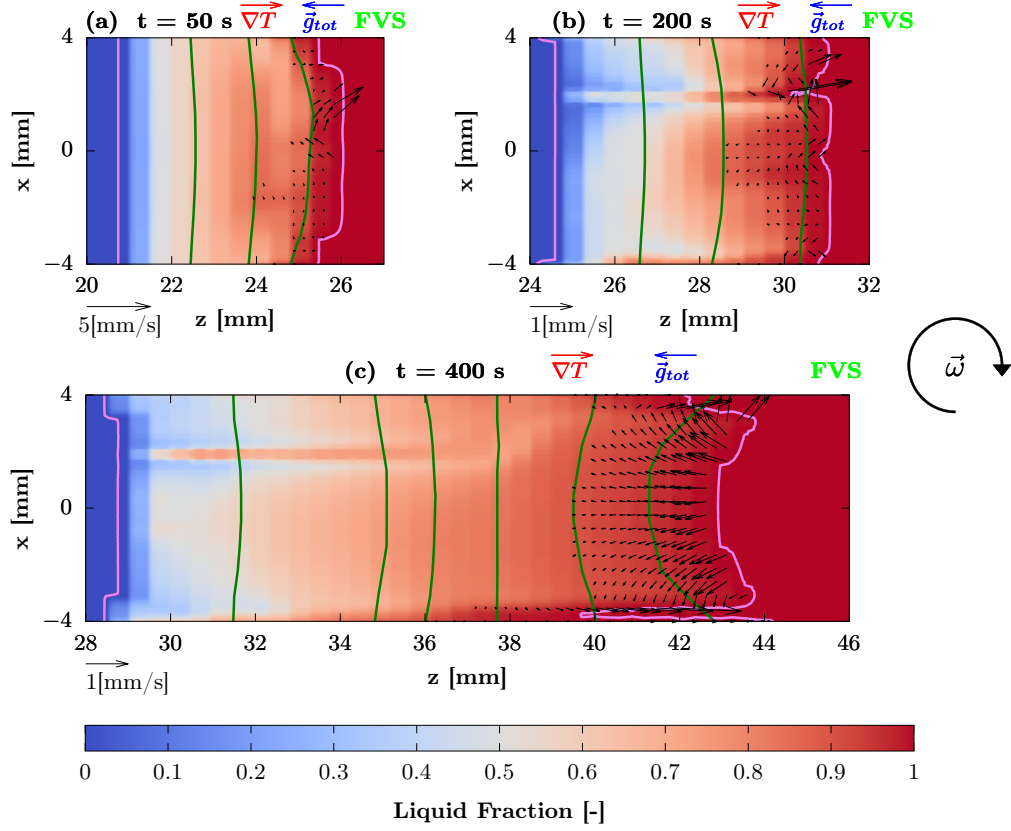 (a) t = 50 s ∇T g⃗tot FVS
4
0
−4
x [mm]
20 22 24 26
5[mm/s] z [mm]
(b) t = 200 s ∇T g⃗tot FVS
4
0
−4
x [mm]
24 26 28 30 32
1[mm/s] z [mm]
ω⃗
(c) t = 400 s ∇T g⃗tot FVS
4
0
−4
x [mm]
28 30 32 34 36 38 40 42 44 46
1[mm/s] z [mm]
0 0.1 0.2 0.3 0.4 0.5 0.6 0.7 0.8 0.9 1
Liquid Fraction [-]